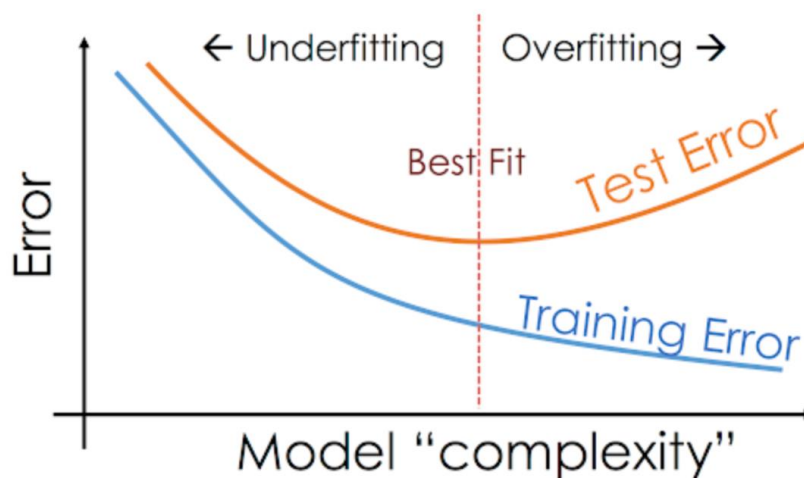 ← Underfitting
Overfitting →
Best Fit
Test Error
Training Error
Error
Model “complexity”